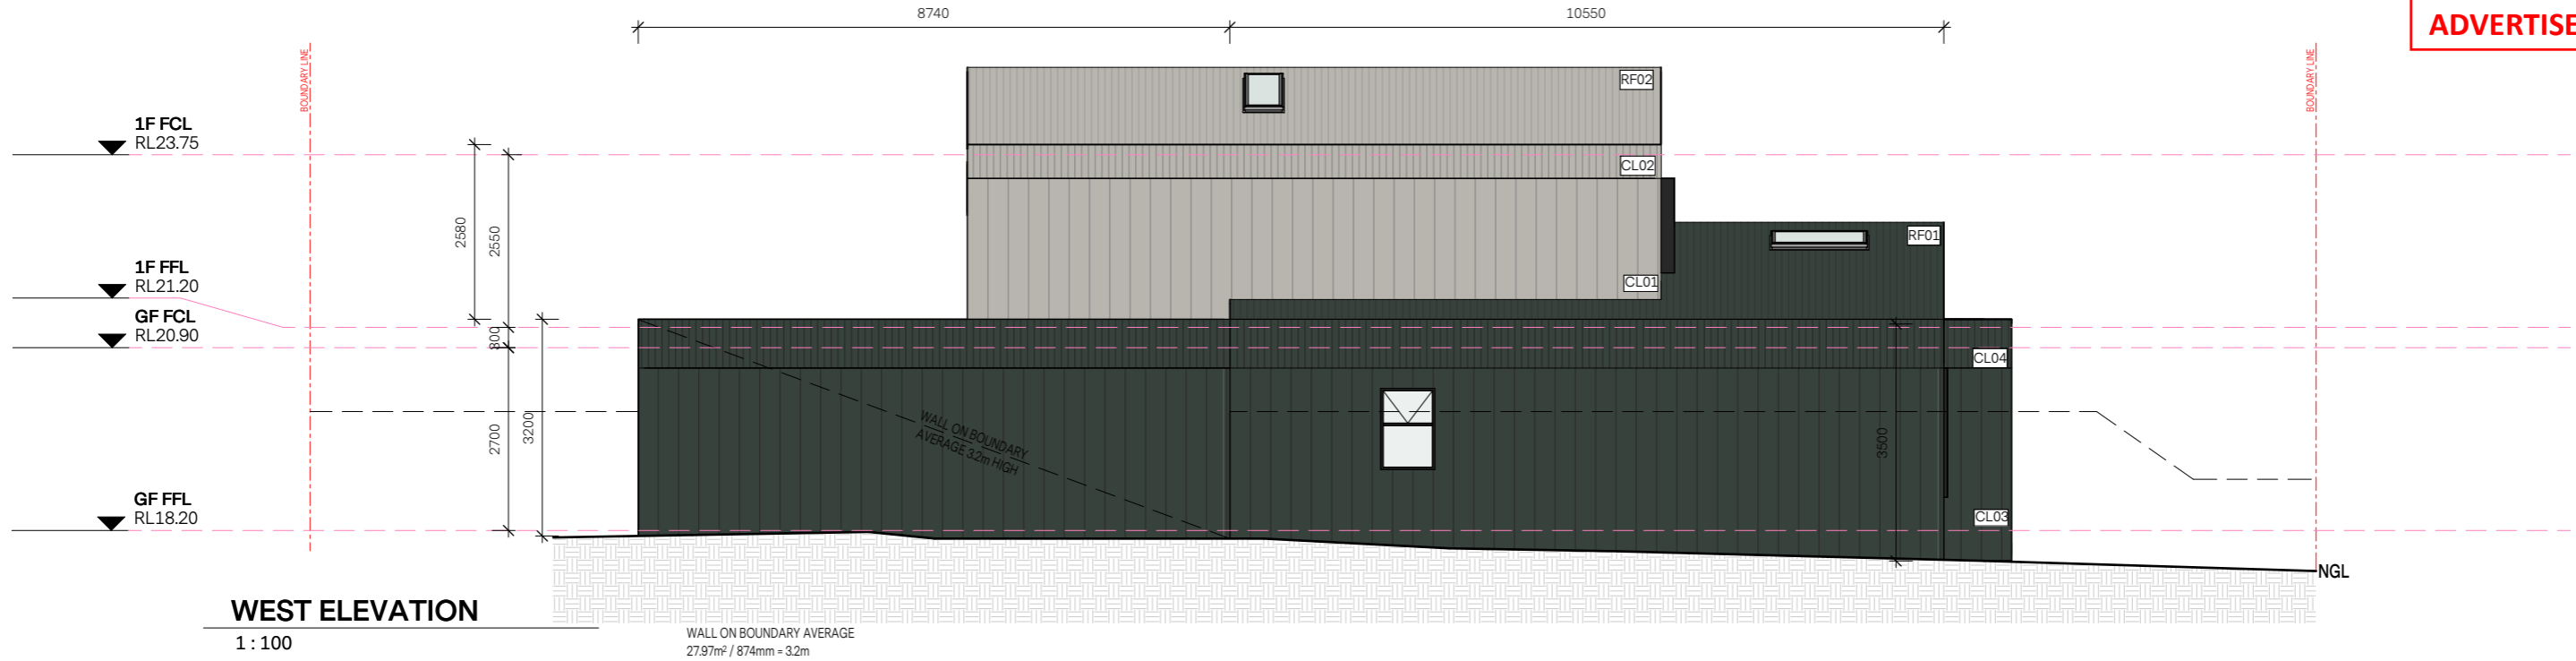 8740
10550
ADVERTISE
BOUNDARY LINE
BOUNDARY LINE
RF02
1F FCL
RL23.75
CL02
2580
2550
RF01
1F FFL
RL21.20
CL01
GF FCL
RL20.90
300
CL04
WALL ON BOUNDARY
AVERAGE 3.2m HIGH
2700
3200
3500
GF FFL
RL18.20
CL03
NGL
WEST ELEVATION
1 : 100
WALL ON BOUNDARY AVERAGE
27.97m² / 874mm = 3.2m